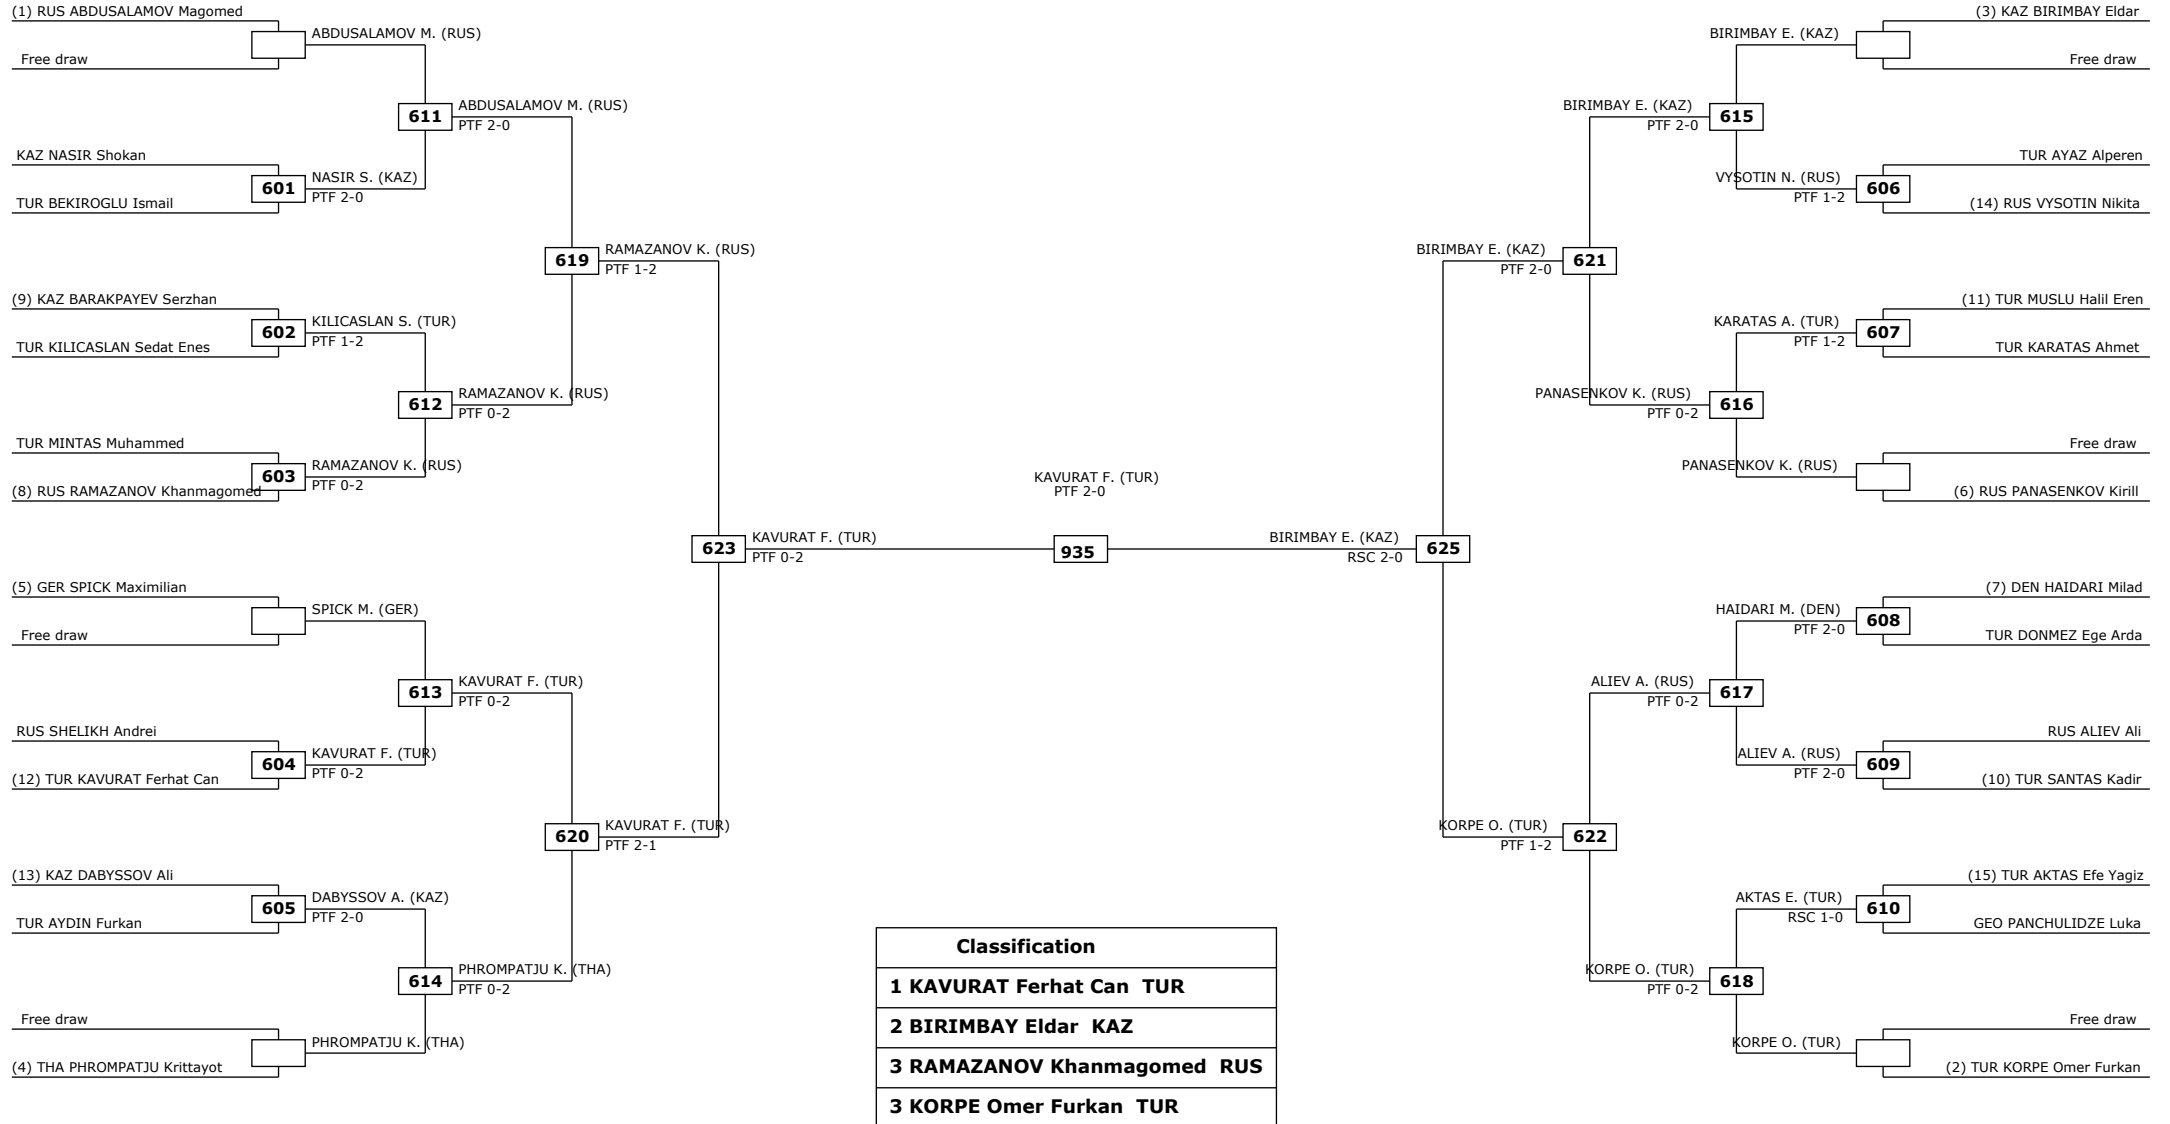 (1) RUS ABDUSALAMOV Magomed
ABDUSALAMOV M. (RUS)
Free draw
611
ABDUSALAMOV M. (RUS)
PTF 2-0
KAZ NASIR Shokan
601
NASIR S. (KAZ)
PTF 2-0
TUR BEKIROGLU Ismail
619
RAMAZANOV K. (RUS)
PTF 1-2
(9) KAZ BARAKPAYEV Serzhan
602
KILICASLAN S. (TUR)
PTF 1-2
TUR KILICASLAN Sedat Enes
612
RAMAZANOV K. (RUS)
PTF 0-2
TUR MINTAS Muhammed
603
RAMAZANOV K. (RUS)
PTF 0-2
(8) RUS RAMAZANOV Khanmagomed
623
KAVURAT F. (TUR)
PTF 0-2
(5) GER SPICK Maximilian
SPICK M. (GER)
Free draw
613
KAVURAT F. (TUR)
PTF 0-2
RUS SHELIKH Andrei
604
KAVURAT F. (TUR)
PTF 0-2
(12) TUR KAVURAT Ferhat Can
620
KAVURAT F. (TUR)
PTF 2-1
(13) KAZ DABYSSOV Ali
605
DABYSSOV A. (KAZ)
PTF 2-0
TUR AYDIN Furkan
614
PHROMPATJU K. (THA)
PTF 0-2
Free draw
PHROMPATJU K. (THA)
(4) THA PHROMPATJU Krittayot
KAVURAT F. (TUR)
PTF 2-0
935
(3) KAZ BIRIMBAY Eldar
BIRIMBAY E. (KAZ)
Free draw
BIRIMBAY E. (KAZ)
PTF 2-0
615
TUR AYAZ Alperen
VYSOTIN N. (RUS)
PTF 1-2
606
(14) RUS VYSOTIN Nikita
BIRIMBAY E. (KAZ)
PTF 2-0
621
(11) TUR MUSLU Halil Eren
KARATAS A. (TUR)
PTF 1-2
607
TUR KARATAS Ahmet
PANASENKOV K. (RUS)
PTF 0-2
616
Free draw
PANASENKOV K. (RUS)
(6) RUS PANASENKOV Kirill
BIRIMBAY E. (KAZ)
RSC 2-0
625
(7) DEN HAIDARI Milad
HAIDARI M. (DEN)
PTF 2-0
608
TUR DONMEZ Ege Arda
ALIEV A. (RUS)
PTF 0-2
617
RUS ALIEV Ali
ALIEV A. (RUS)
PTF 2-0
609
(10) TUR SANTAS Kadir
KORPE O. (TUR)
PTF 1-2
622
(15) TUR AKTAS Efe Yagiz
AKTAS E. (TUR)
RSC 1-0
610
GEO PANCHULIDZE Luka
KORPE O. (TUR)
PTF 0-2
618
Free draw
KORPE O. (TUR)
(2) TUR KORPE Omer Furkan
Classification
1 KAVURAT Ferhat Can TUR
2 BIRIMBAY Eldar KAZ
3 RAMAZANOV Khanmagomed RUS
3 KORPE Omer Furkan TUR